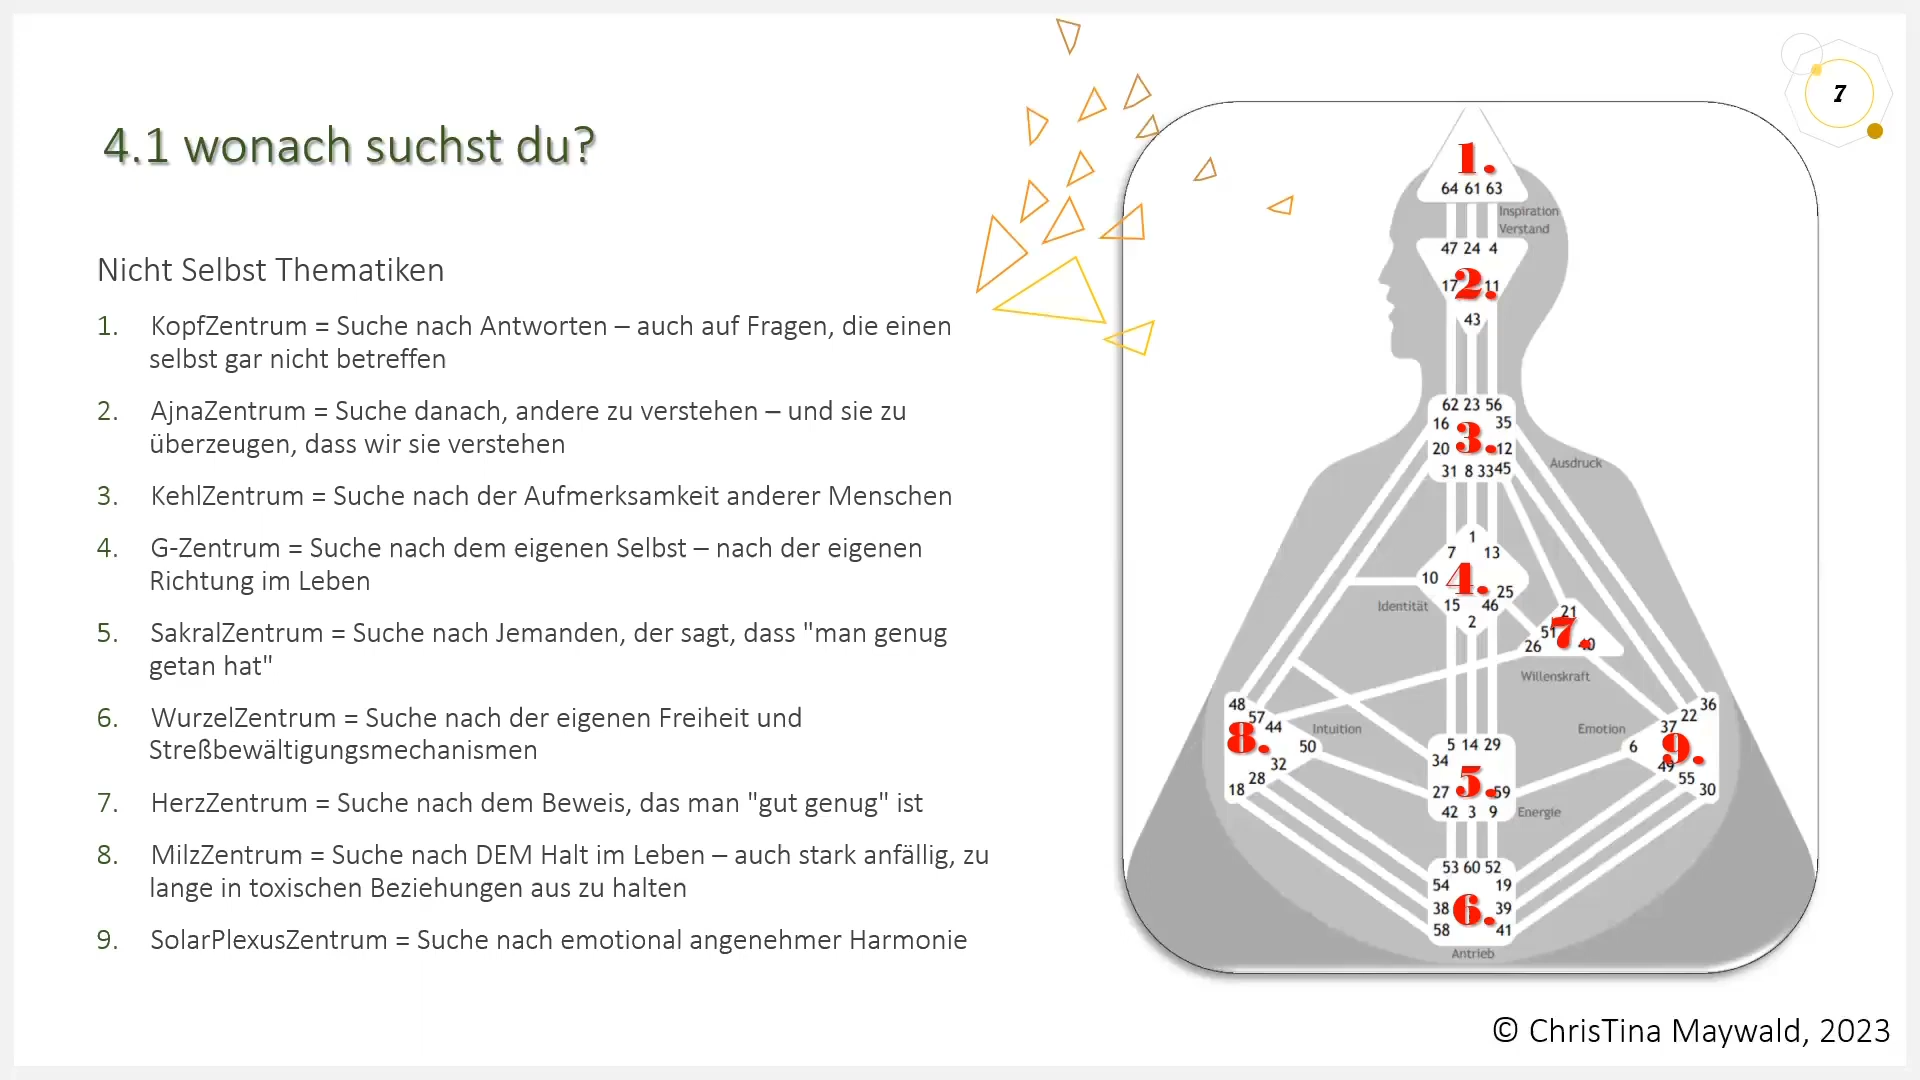 7
4.1 wonach suchst du?
Nicht Selbst Thematiken
1. KopfZentrum = Suche nach Antworten – auch auf Fragen, die einen
selbst gar nicht betreffen
2. AjnaZentrum = Suche danach, andere zu verstehen – und sie zu
überzeugen, dass wir sie verstehen
3. KehlZentrum = Suche nach der Aufmerksamkeit anderer Menschen
4. G-Zentrum = Suche nach dem eigenen Selbst – nach der eigenen
Richtung im Leben
5. SakralZentrum = Suche nach Jemanden, der sagt, dass "man genug
getan hat"
6. WurzelZentrum = Suche nach der eigenen Freiheit und
Streßbewältigungsmechanismen
7. HerzZentrum = Suche nach dem Beweis, das man "gut genug" ist
8. MilzZentrum = Suche nach DEM Halt im Leben – auch stark anfällig, zu
lange in toxischen Beziehungen aus zu halten
9. SolarPlexusZentrum = Suche nach emotional angenehmer Harmonie
1.
64 61 63
Inspiration
Verstand
47 24 4
17 2. 11
43
62 23 56
16 35
20 3. 12
31 8 33 45
Ausdruck
1
7 13
10 4. 25
Identität 15 46
2
21
51 7. 40
26
Willenskraft
48
57
8. 44
Intuition
50
32
28
18
36
22
37
Emotion
6 9.
49
55
30
5 14 29
34
27 5. 59
42 3 9
Energie
53 60 52
54 19
38 6. 39
58 41
Antrieb
© ChrisTina Maywald, 2023